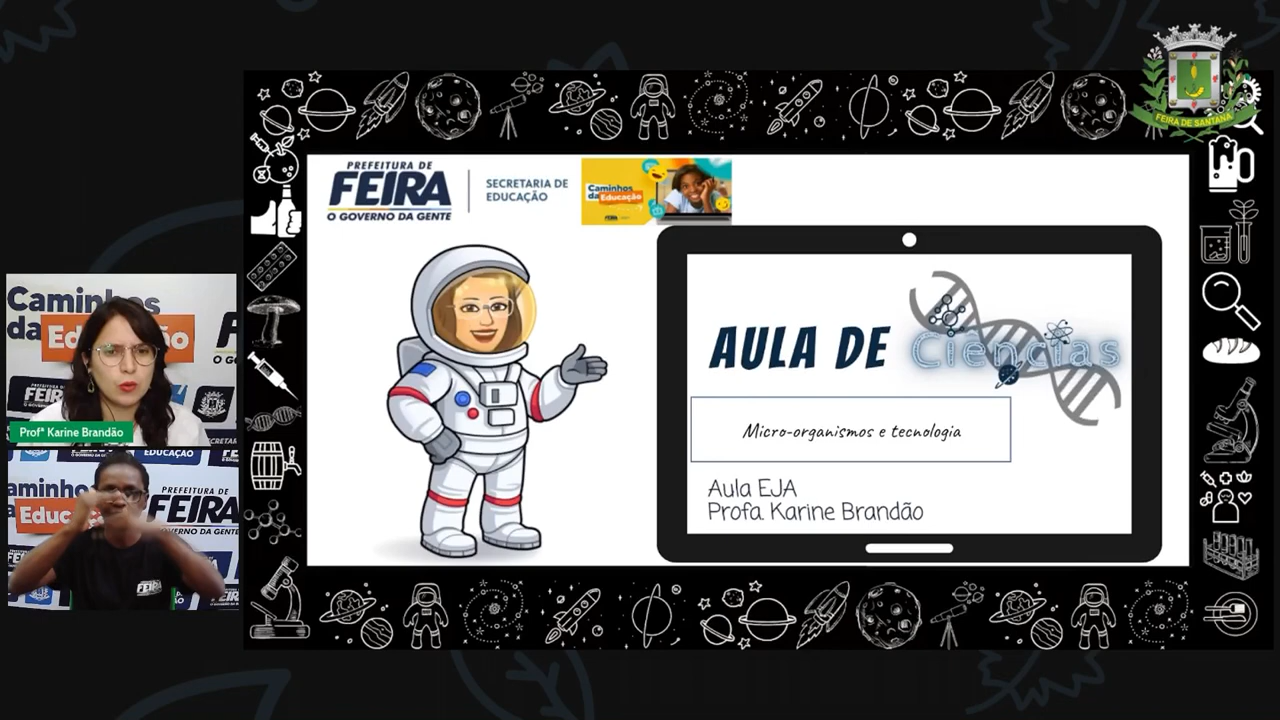 FEIRA DE SANTANA
PREFEITURA DE
FEIRA
O GOVERNO DA GENTE
SECRETARIA DE
EDUCAÇÃO
Caminhos
da Educação
FEIRA
AULA DE Ciências
Micro-organismos e tecnologia
Aula EJA
Profa Karine Brandão
Caminhos
da Educação
Profª Karine Brandão
PREFEITURA DE
FEIRA
GOVERNO DA GENTE
EDUCAÇÃO
FEIRA